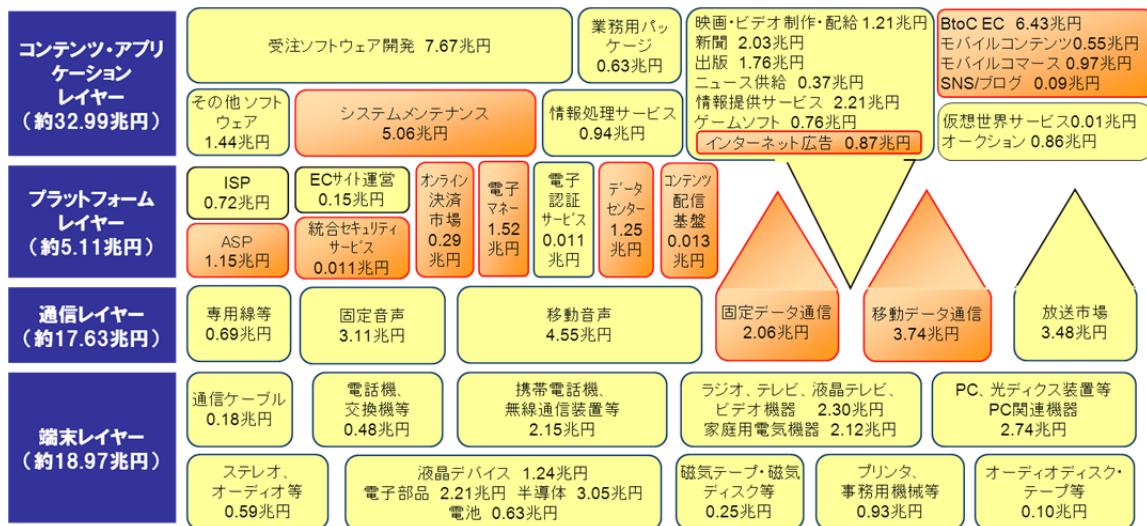 コンテンツ・アプリ
ケーション
レイヤー
(約32.99兆円)
受注ソフトウェア開発 7.67兆円
業務用パッ
ケージ
0.63兆円
映画・ビデオ制作・配給 1.21兆円
新聞 2.03兆円
出版 1.76兆円
ニュース供給 0.37兆円
情報提供サービス 2.21兆円
ゲームソフト 0.76兆円
インターネット広告 0.87兆円
BtoC EC 6.43兆円
モバイルコンテンツ0.55兆円
モバイルコマース 0.97兆円
SNS/ブログ 0.09兆円
その他ソフト
ウェア
1.44兆円
システムメンテナンス
5.06兆円
情報処理サービス
0.94兆円
仮想世界サービス0.01兆円
オークション 0.86兆円
プラットフォーム
レイヤー
(約5.11兆円)
ISP
0.72兆円
ECサイト運営
0.15兆円
ASP
1.15兆円
統合セキュリティ
サービス
0.011兆円
オンライン
決済
市場
0.29
兆円
電子
マネー
1.52
兆円
電子
認証
サービス
0.011
兆円
データ
センター
1.25
兆円
コンテンツ
配信
基盤
0.013
兆円
通信レイヤー
(約17.63兆円)
専用線等
0.69兆円
固定音声
3.11兆円
移動音声
4.55兆円
固定データ通信
2.06兆円
移動データ通信
3.74兆円
放送市場
3.48兆円
端末レイヤー
(約18.97兆円)
通信ケーブル
0.18兆円
電話機、
交換機等
0.48兆円
携帯電話機、
無線通信装置等
2.15兆円
ラジオ、テレビ、液晶テレビ、
ビデオ機器 2.30兆円
家庭用電気機器 2.12兆円
PC、光ディクス装置等
PC関連機器
2.74兆円
ステレオ、
オーディオ等
0.59兆円
液晶デバイス 1.24兆円
電子部品 2.21兆円 半導体 3.05兆円
電池 0.63兆円
磁気テープ・磁気
ディスク等
0.25兆円
プリンタ、
事務用機械等
0.93兆円
オーディオディスク・
テープ等
0.10兆円